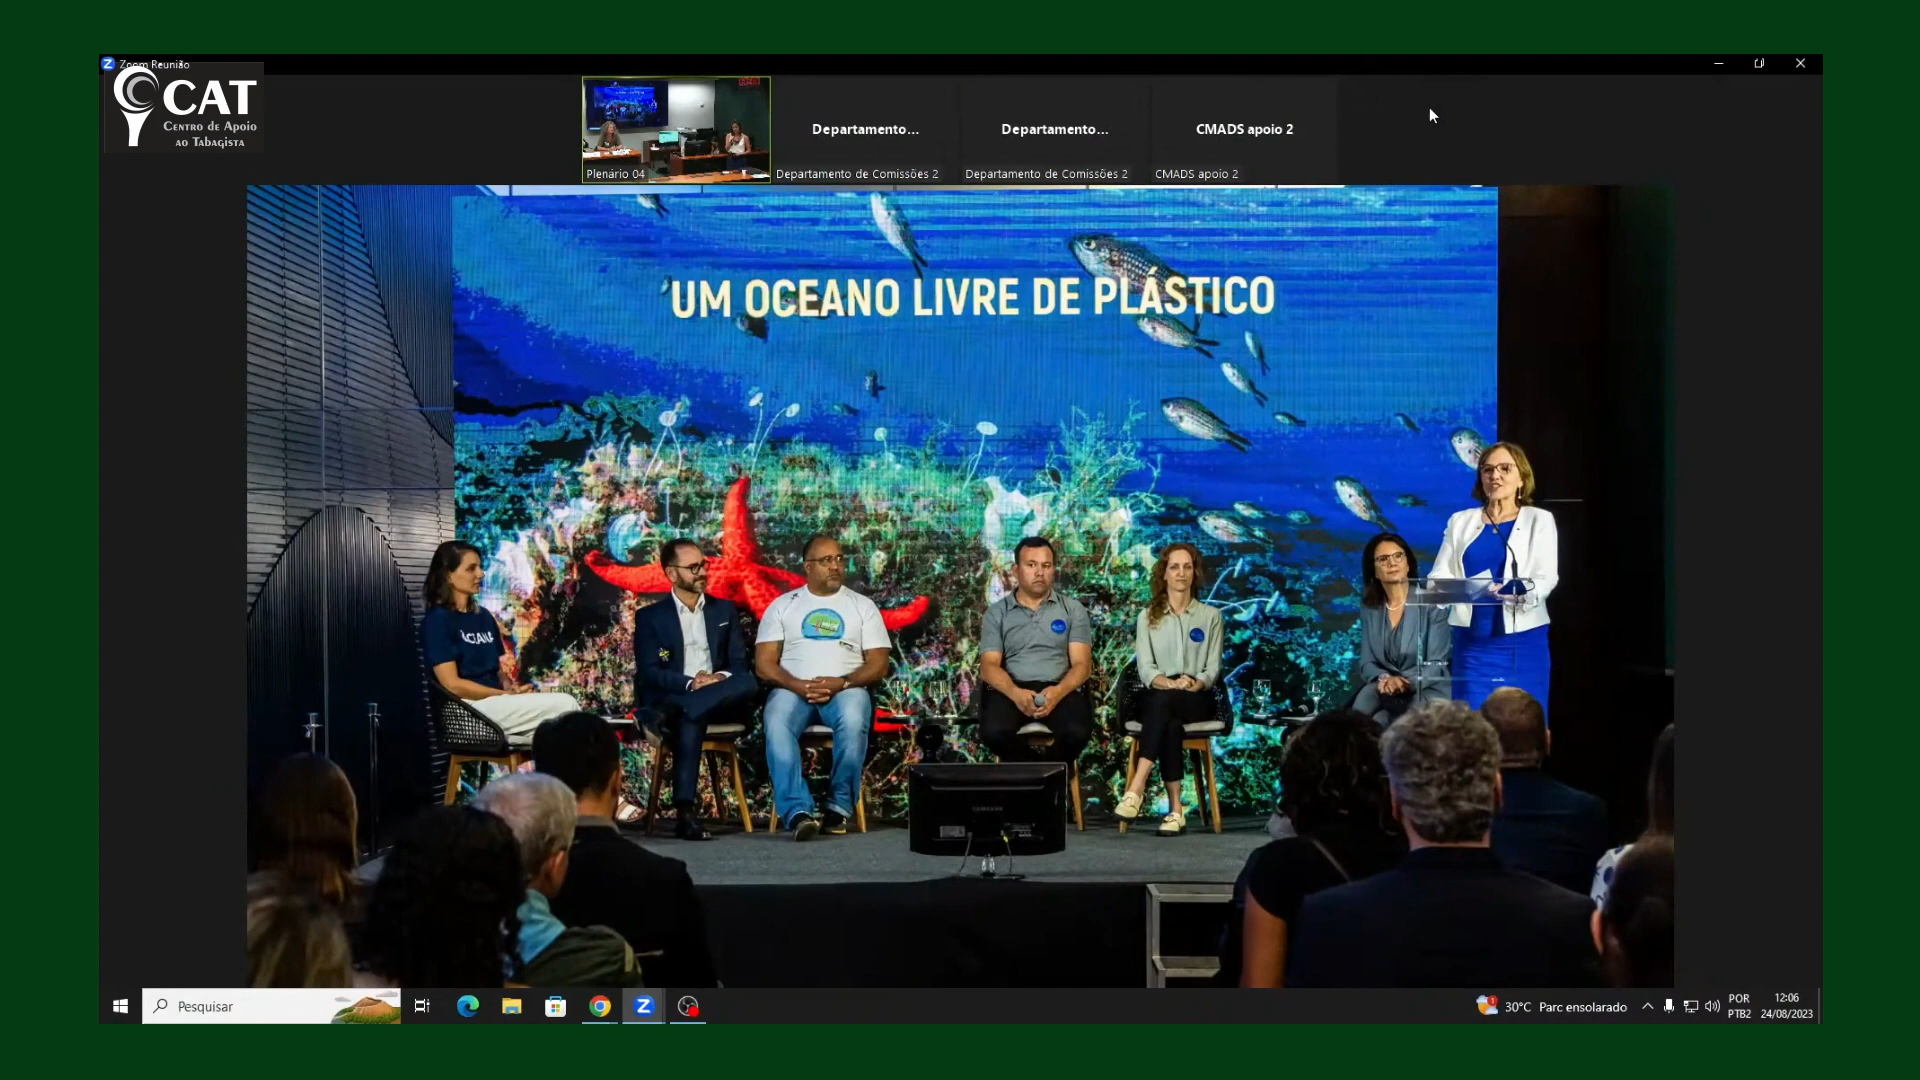 Zoom Reunião
CAT
Centro de Apoio
ao Tabagista
Departamento...
Departamento...
CMADS apoio 2
Plenário 04
Departamento de Comissões 2
Departamento de Comissões 2
CMADS apoio 2
UM OCEANO LIVRE DE PLÁSTICO
OCEANA
SAMSUNG
Pesquisar
30°C Parc ensolarado
POR
PTB2
12:06
24/08/2023